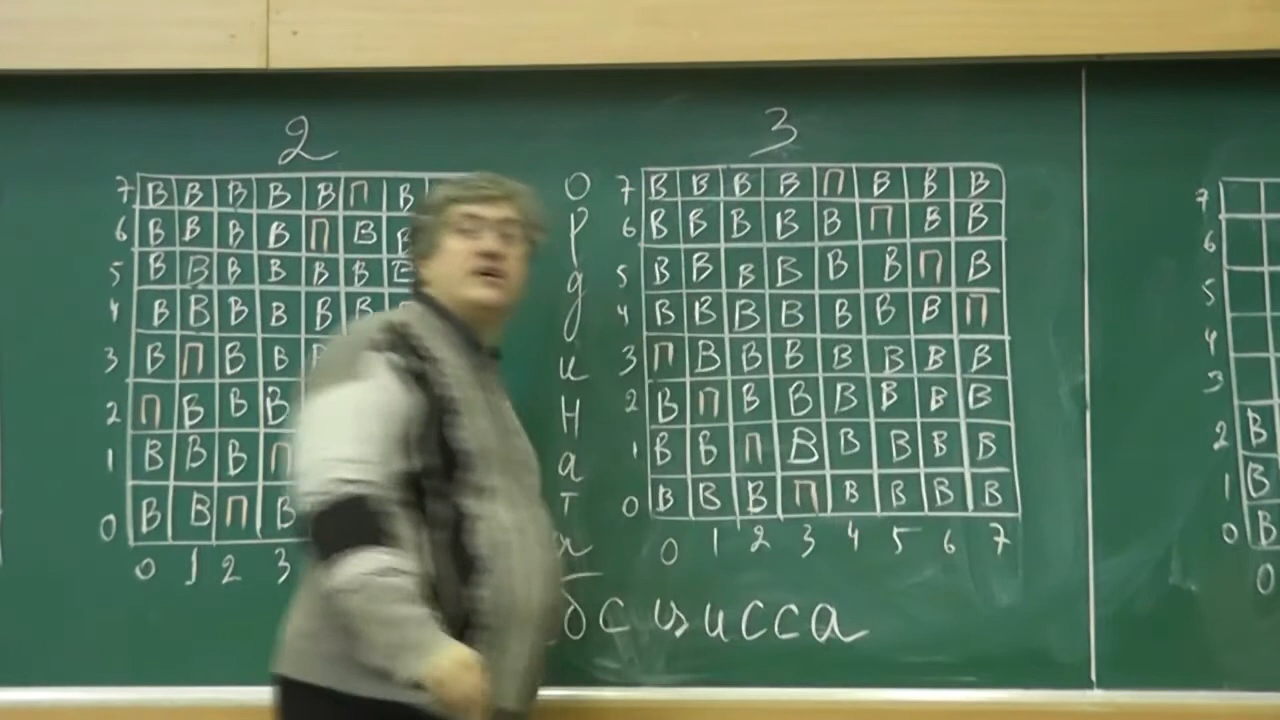 2
7 В В В В В П В
6 В В В В П В В
5 В В В В В В В
4 В В В В В В
3 В П В В
2 П В В В
1 В В В П
0 В В П В
0 1 2 3
ордината
3
7 В В В В П В В В
6 В В В В В П В В
5 В В В В В В П В
4 В В В В В В В П
3 П В В В В В В В
2 В П В В В В В В
1 В В П В В В В В
0 В В В П В В В В
0 1 2 3 4 5 6 7
бсцисса
7
6
5
4
3
2 В
1 В
0 В
0